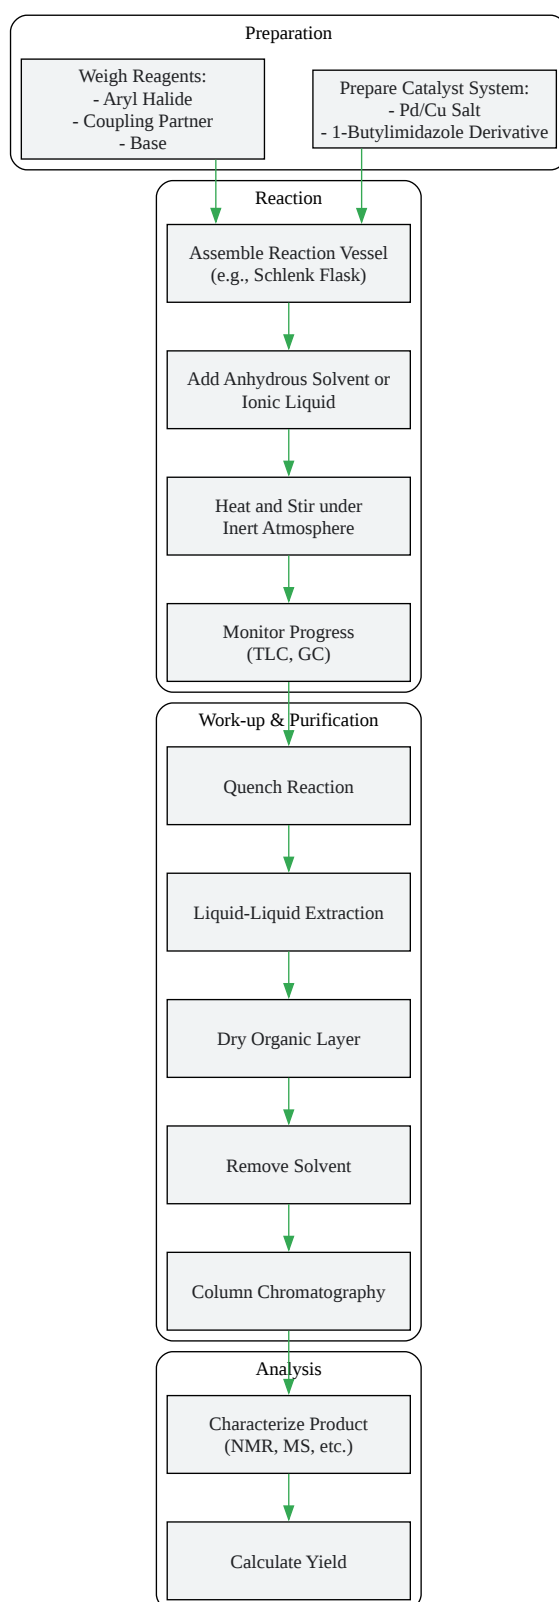 Preparation
Weigh Reagents:
- Aryl Halide
- Coupling Partner
- Base
Prepare Catalyst System:
- Pd/Cu Salt
- 1-Butylimidazole Derivative
Reaction
Assemble Reaction Vessel
(e.g., Schlenk Flask)
Add Anhydrous Solvent or
Ionic Liquid
Heat and Stir under
Inert Atmosphere
Monitor Progress
(TLC, GC)
Work-up & Purification
Quench Reaction
Liquid-Liquid Extraction
Dry Organic Layer
Remove Solvent
Column Chromatography
Analysis
Characterize Product
(NMR, MS, etc.)
Calculate Yield